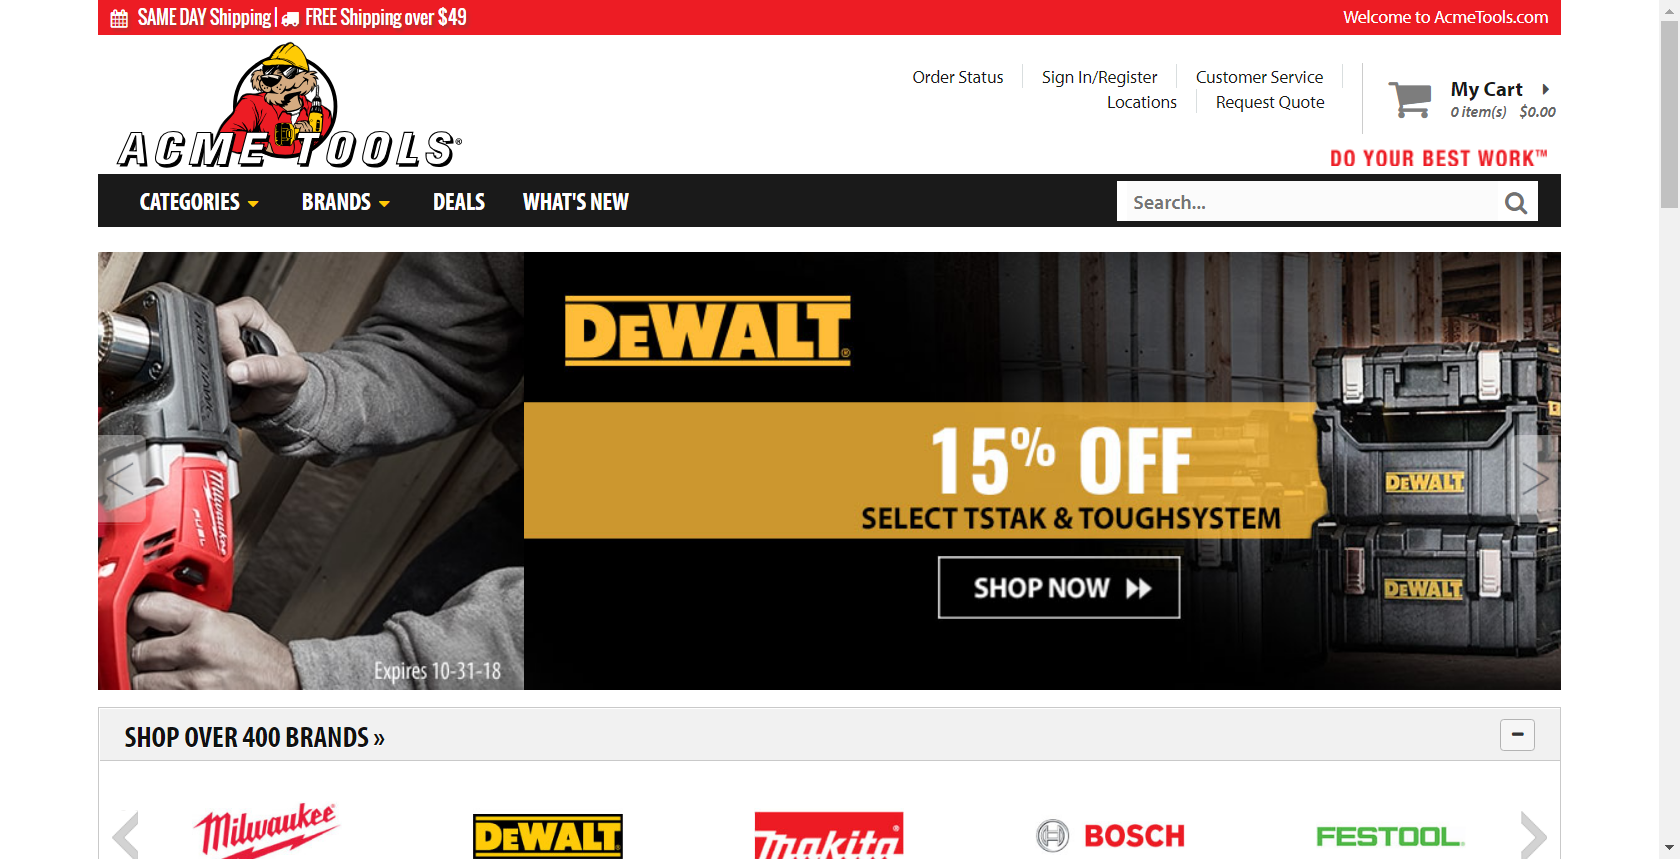 SAME DAY Shipping | FREE Shipping over $49
Welcome to AcmeTools.com
ACME TOOLS®
Order Status
Sign In/Register
Customer Service
Locations
Request Quote
My Cart
0 item(s) $0.00
DO YOUR BEST WORK™
CATEGORIES
BRANDS
DEALS
WHAT'S NEW
Search...
Milwaukee
FUEL
Expires 10-31-18
DEWALT®
15% OFF
SELECT TSTAK & TOUGHSYSTEM
SHOP NOW
DEWALT
DEWALT
SHOP OVER 400 BRANDS »
Milwaukee®
DEWALT
makita®
BOSCH
FESTOOL